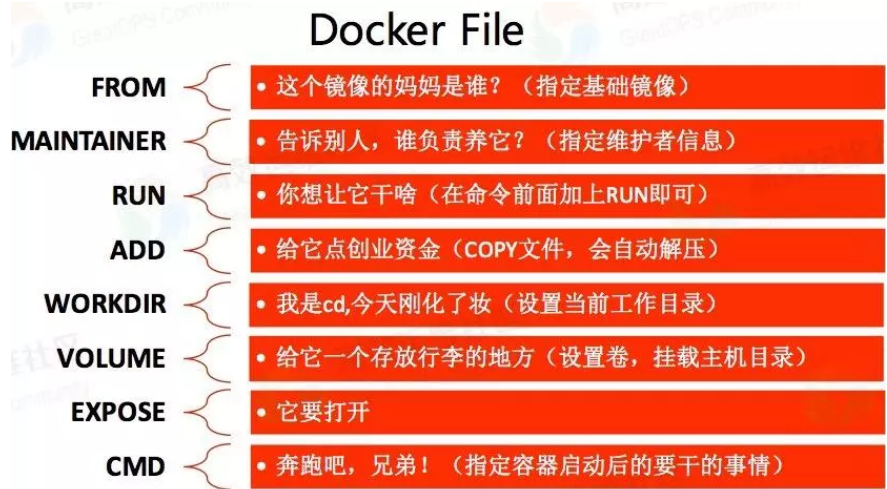 Docker File
FROM
• 这个镜像的妈妈是谁？（指定基础镜像）
MAINTAINER
• 告诉别人，谁负责养它？（指定维护者信息）
RUN
• 你想让它干啥（在命令前面加上RUN即可）
ADD
• 给它点创业资金（COPY文件，会自动解压）
WORKDIR
• 我是cd,今天刚化了妆（设置当前工作目录）
VOLUME
• 给它一个存放行李的地方（设置卷，挂载主机目录）
EXPOSE
• 它要打开
CMD
• 奔跑吧，兄弟！（指定容器启动后的要干的事情）